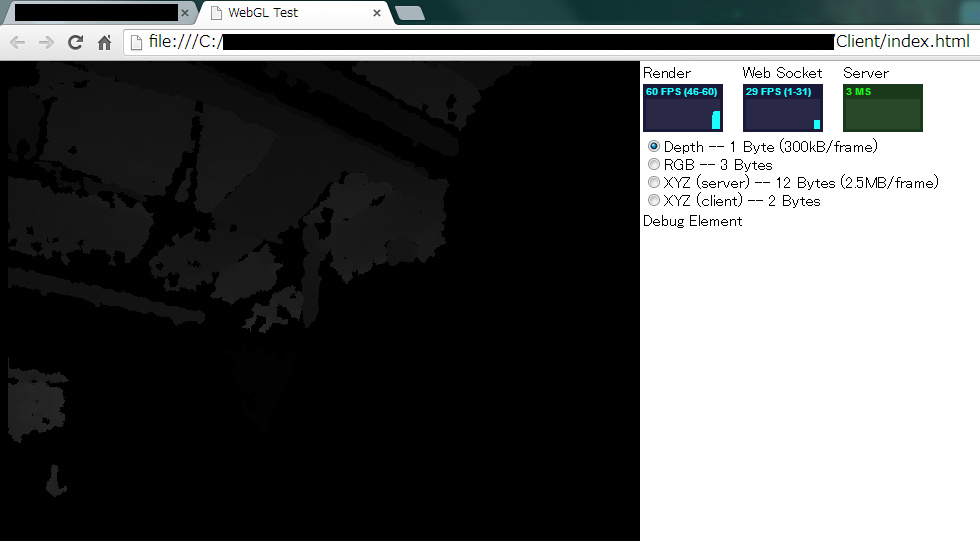 WebGL Test
file:///C:/ Client/index.html
Render Web Socket Server
60 FPS (46-60) 29 FPS (1-31) 3 MS
Depth -- 1 Byte (300kB/frame)
RGB -- 3 Bytes
XYZ (server) -- 12 Bytes (2.5MB/frame)
XYZ (client) -- 2 Bytes
Debug Element